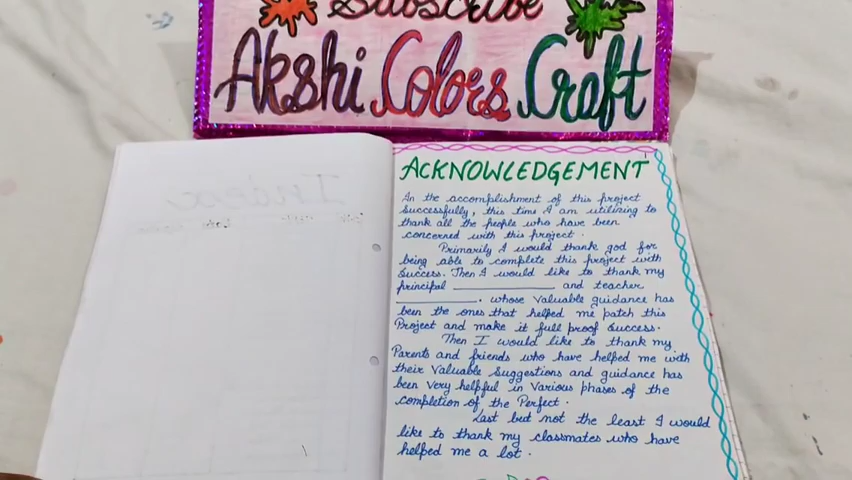 Subscribe
Akshi Colors Craft
Index
ACKNOWLEDGEMENT
In the accomplishment of this project
Successfully, this time I am utilizing to
thank all the people who have been
concerned with this project.
Primarily I would thank god for
being able to complete this project with
Success. Then I would like to thank my
principal ____________ and teacher
__________. whose Valuable guidance has
been the ones that helped me patch this
Project and make it full proof Success.
Then I would like to thank my
Parents and friends who have helped me with
their Valuable Suggestions and guidance has
been Very helpful in Various phases of the
completion of the Perfect.
Last but not the least I would
like to thank my classmates who have
helped me a lot.